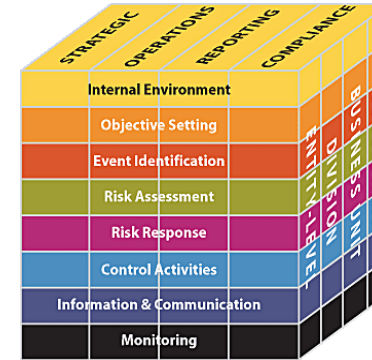 STRATEGIC
OPERATIONS
REPORTING
COMPLIANCE
Internal Environment
Objective Setting
Event Identification
Risk Assessment
Risk Response
Control Activities
Information & Communication
Monitoring
ENTITY-LEVEL
DIVISION
BUSINESS UNIT